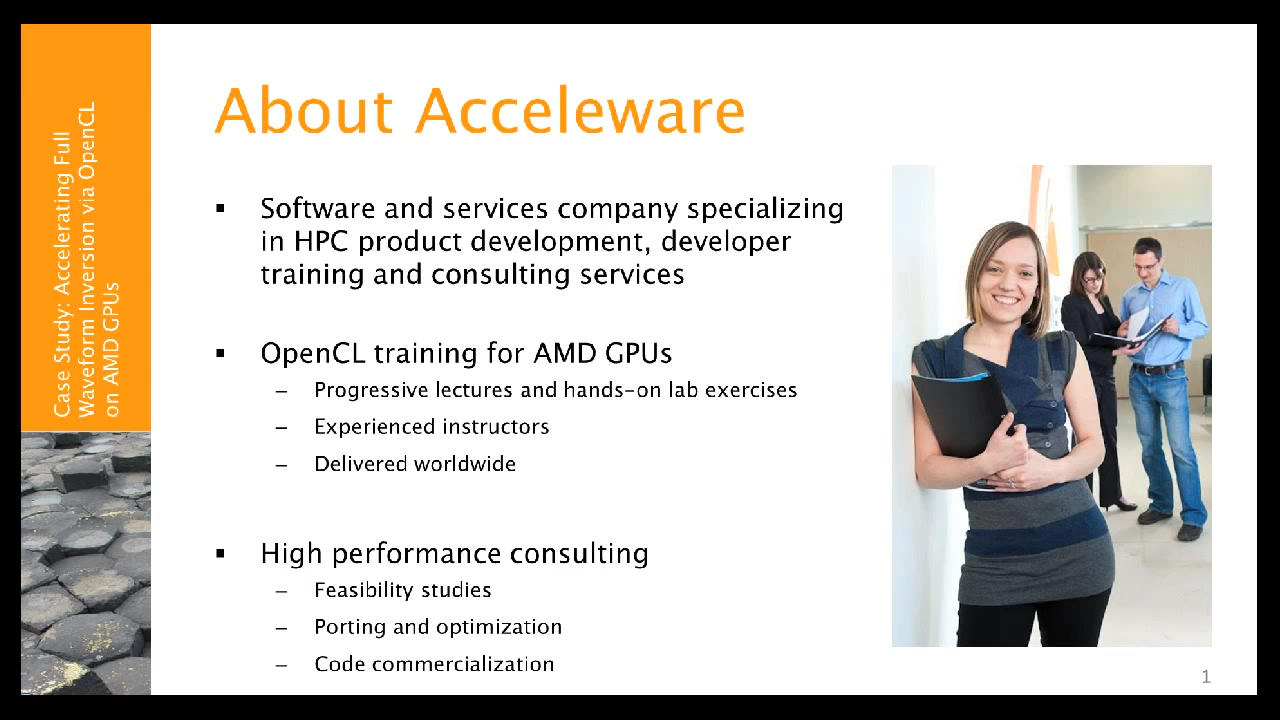 Case Study: Accelerating Full
Waveform Inversion via OpenCL
on AMD GPUs
About Acceleware
▪ Software and services company specializing
in HPC product development, developer
training and consulting services
▪ OpenCL training for AMD GPUs
– Progressive lectures and hands-on lab exercises
– Experienced instructors
– Delivered worldwide
▪ High performance consulting
– Feasibility studies
– Porting and optimization
– Code commercialization
1